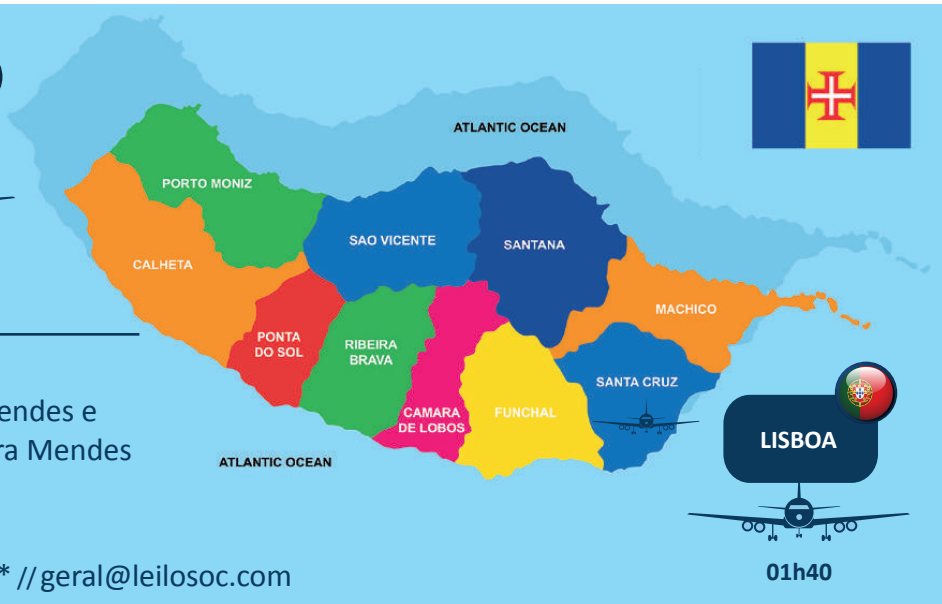 )
ATLANTIC OCEAN
PORTO MONIZ
SAO VICENTE
SANTANA
CALHETA
MACHICO
PONTA
DO SOL
RIBEIRA
BRAVA
SANTA CRUZ
CAMARA
DE LOBOS
FUNCHAL
endes e
ra Mendes
ATLANTIC OCEAN
LISBOA
01h40
* // geral@leilosoc.com